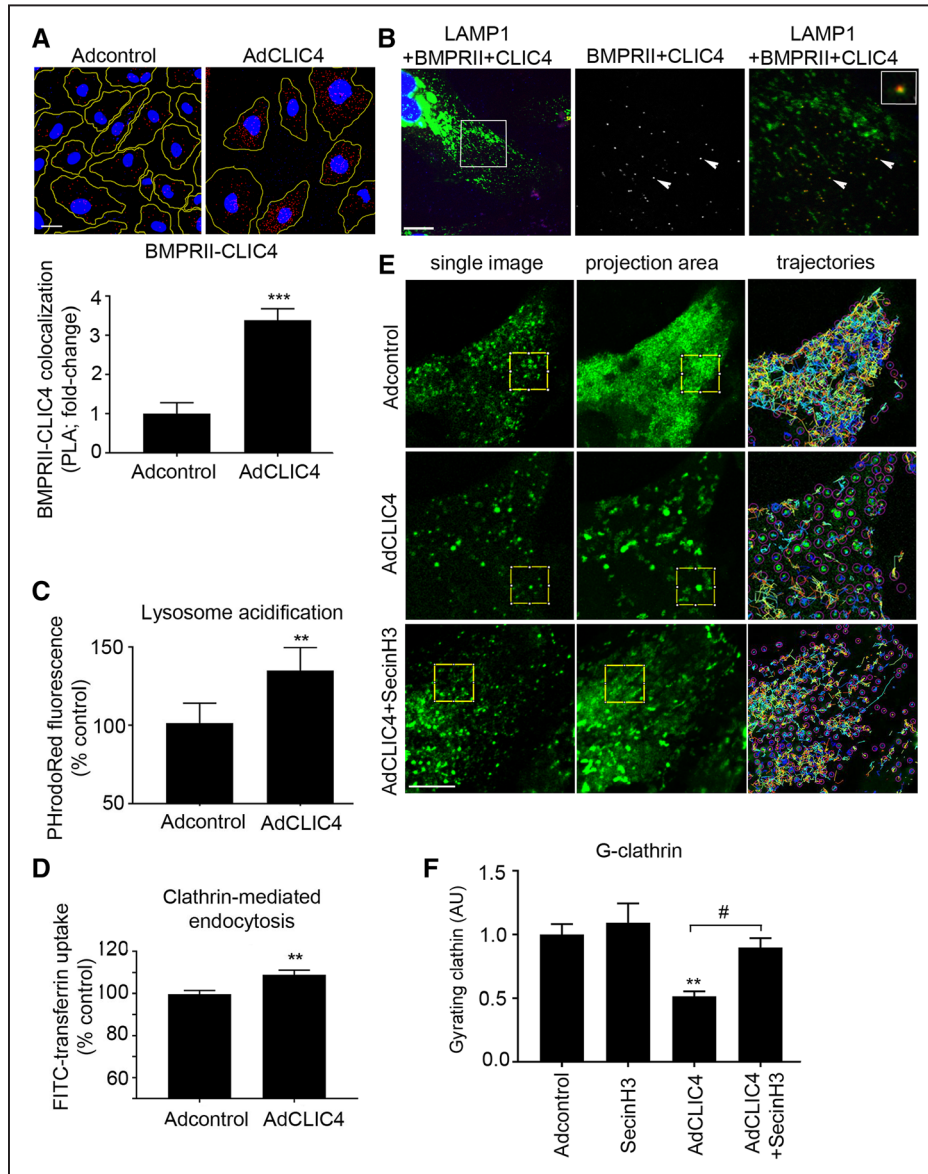 A
Adcontrol
AdCLIC4
BMPRII-CLIC4
BMPRII-CLIC4 colocalization
(PLA; fold-change)
4
3
2
1
0
***
Adcontrol
AdCLIC4
B
LAMP1
+BMPRII+CLIC4
BMPRII+CLIC4
LAMP1
+BMPRII+CLIC4
C
Lysosome acidification
PHrodoRed fluorescence
(% control)
150
100
50
**
Adcontrol
AdCLIC4
D
Clathrin-mediated
endocytosis
FITC-transferrin uptake
(% control)
120
100
80
60
**
Adcontrol
AdCLIC4
E
single image
projection area
trajectories
Adcontrol
AdCLIC4
AdCLIC4+SecinH3
F
G-clathrin
Gyrating clathin (AU)
1.5
1.0
0.5
0.0
**
#
Adcontrol
SecinH3
AdCLIC4
AdCLIC4
+SecinH3